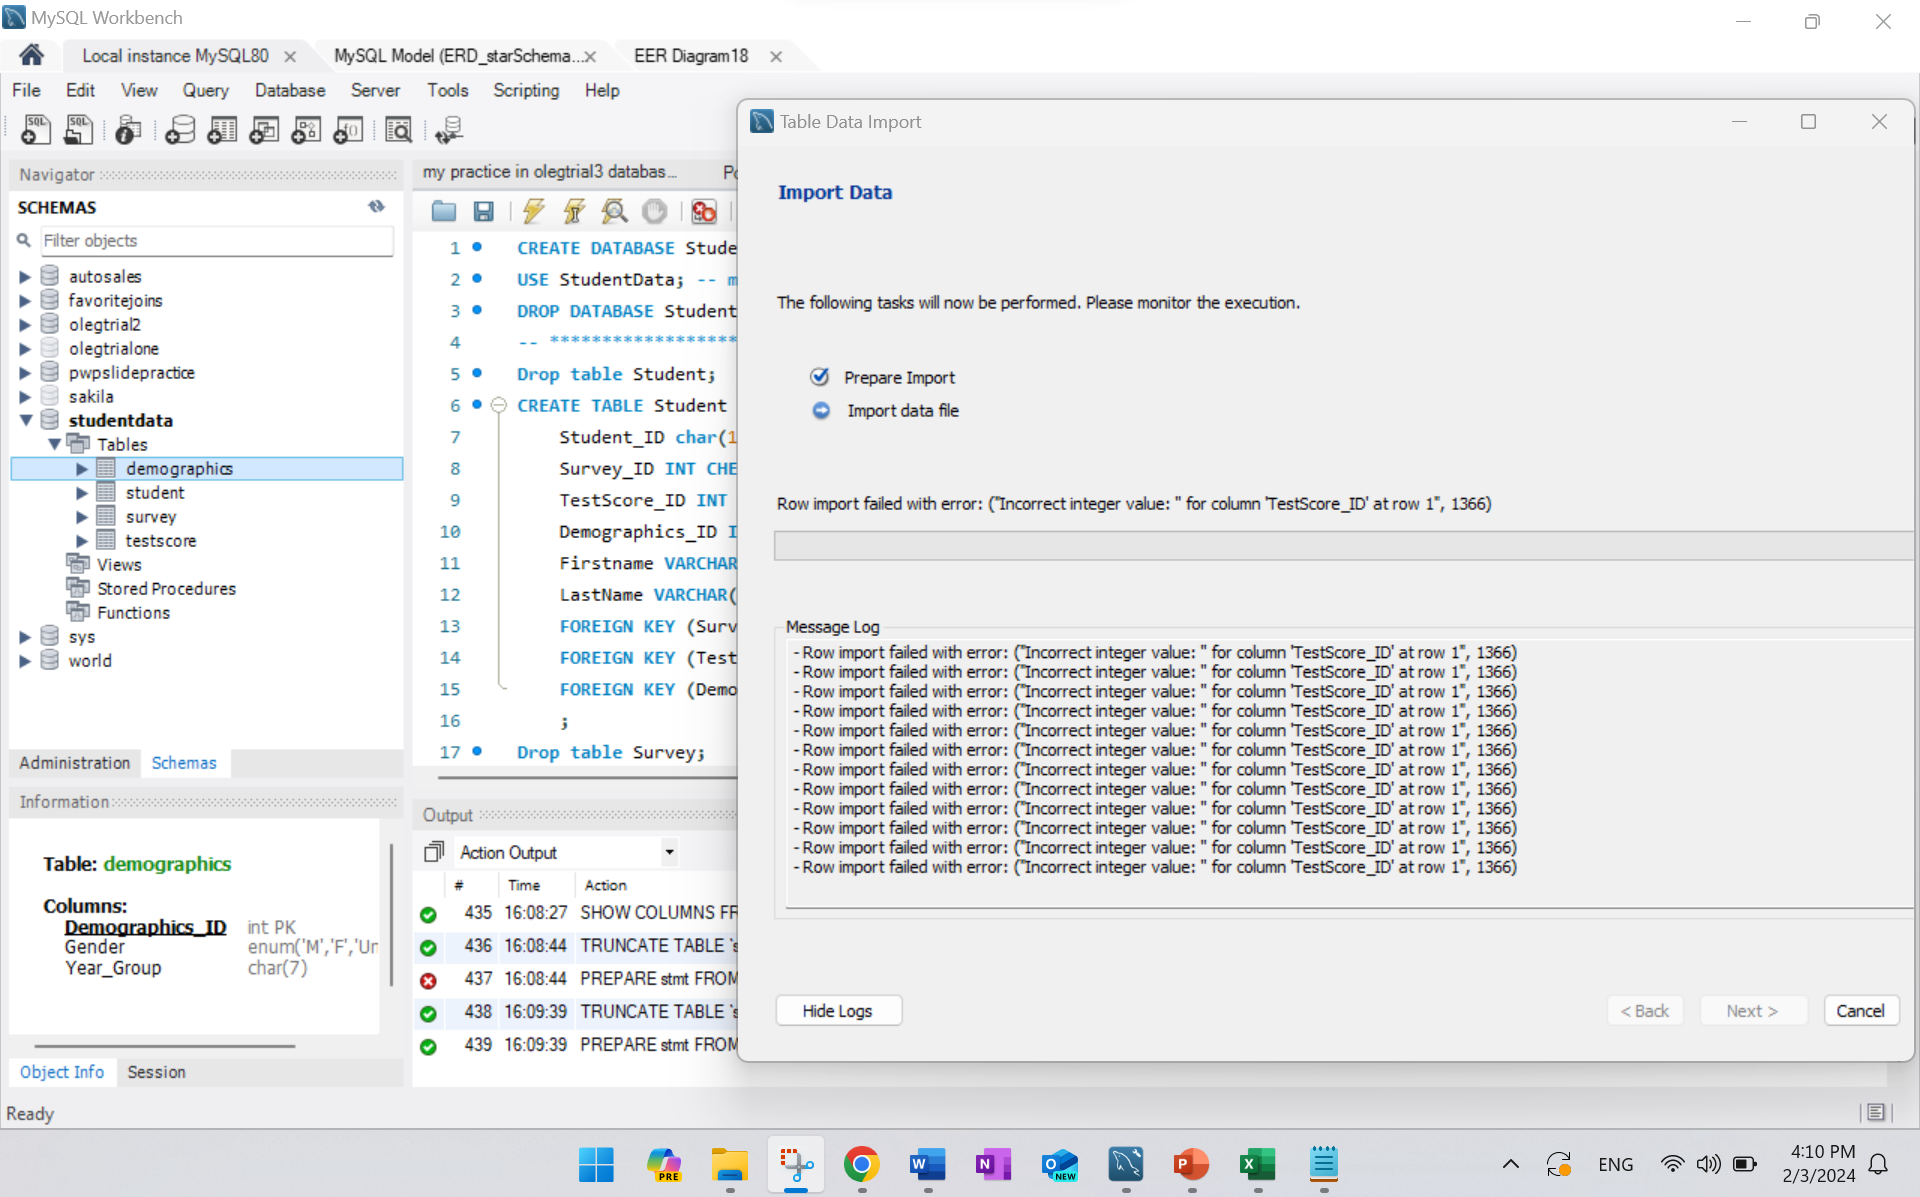 MySQL Workbench
Local instance MySQL80
MySQL Model (ERD_starSchema...
EER Diagram18
File Edit View Query Database Server Tools Scripting Help
SQL SQL
Navigator
SCHEMAS
Filter objects
autosales
favoritejoins
olegtrial2
olegtrialone
pwpslidepractice
sakila
studentdata
Tables
demographics
student
survey
testscore
Views
Stored Procedures
Functions
sys
world
Administration Schemas
Information
Table: demographics
Columns:
Demographics_ID int PK
Gender enum('M','F','Un
Year_Group char(7)
Object Info Session
Ready
my practice in olegtrial3 databas...
1 CREATE DATABASE Stude
2 USE StudentData; -- m
3 DROP DATABASE Student
4 -- ******************
5 Drop table Student;
6 CREATE TABLE Student
7 Student_ID char(1
8 Survey_ID INT CHE
9 TestScore_ID INT
10 Demographics_ID I
11 Firstname VARCHAR
12 LastName VARCHAR(
13 FOREIGN KEY (Surv
14 FOREIGN KEY (Test
15 FOREIGN KEY (Demo
16 ;
17 Drop table Survey;
Output
Action Output
# Time Action
435 16:08:27 SHOW COLUMNS FR
436 16:08:44 TRUNCATE TABLE `s
437 16:08:44 PREPARE stmt FROM
438 16:09:39 TRUNCATE TABLE `s
439 16:09:39 PREPARE stmt FROM
Table Data Import
Import Data
The following tasks will now be performed. Please monitor the execution.
Prepare Import
Import data file
Row import failed with error: ("Incorrect integer value: '' for column 'TestScore_ID' at row 1", 1366)
Message Log
- Row import failed with error: ("Incorrect integer value: '' for column 'TestScore_ID' at row 1", 1366)
- Row import failed with error: ("Incorrect integer value: '' for column 'TestScore_ID' at row 1", 1366)
- Row import failed with error: ("Incorrect integer value: '' for column 'TestScore_ID' at row 1", 1366)
- Row import failed with error: ("Incorrect integer value: '' for column 'TestScore_ID' at row 1", 1366)
- Row import failed with error: ("Incorrect integer value: '' for column 'TestScore_ID' at row 1", 1366)
- Row import failed with error: ("Incorrect integer value: '' for column 'TestScore_ID' at row 1", 1366)
- Row import failed with error: ("Incorrect integer value: '' for column 'TestScore_ID' at row 1", 1366)
- Row import failed with error: ("Incorrect integer value: '' for column 'TestScore_ID' at row 1", 1366)
- Row import failed with error: ("Incorrect integer value: '' for column 'TestScore_ID' at row 1", 1366)
- Row import failed with error: ("Incorrect integer value: '' for column 'TestScore_ID' at row 1", 1366)
- Row import failed with error: ("Incorrect integer value: '' for column 'TestScore_ID' at row 1", 1366)
- Row import failed with error: ("Incorrect integer value: '' for column 'TestScore_ID' at row 1", 1366)
Hide Logs
< Back Next > Cancel
PRE
W
N
O
NEW
P
X
ENG
4:10 PM
2/3/2024